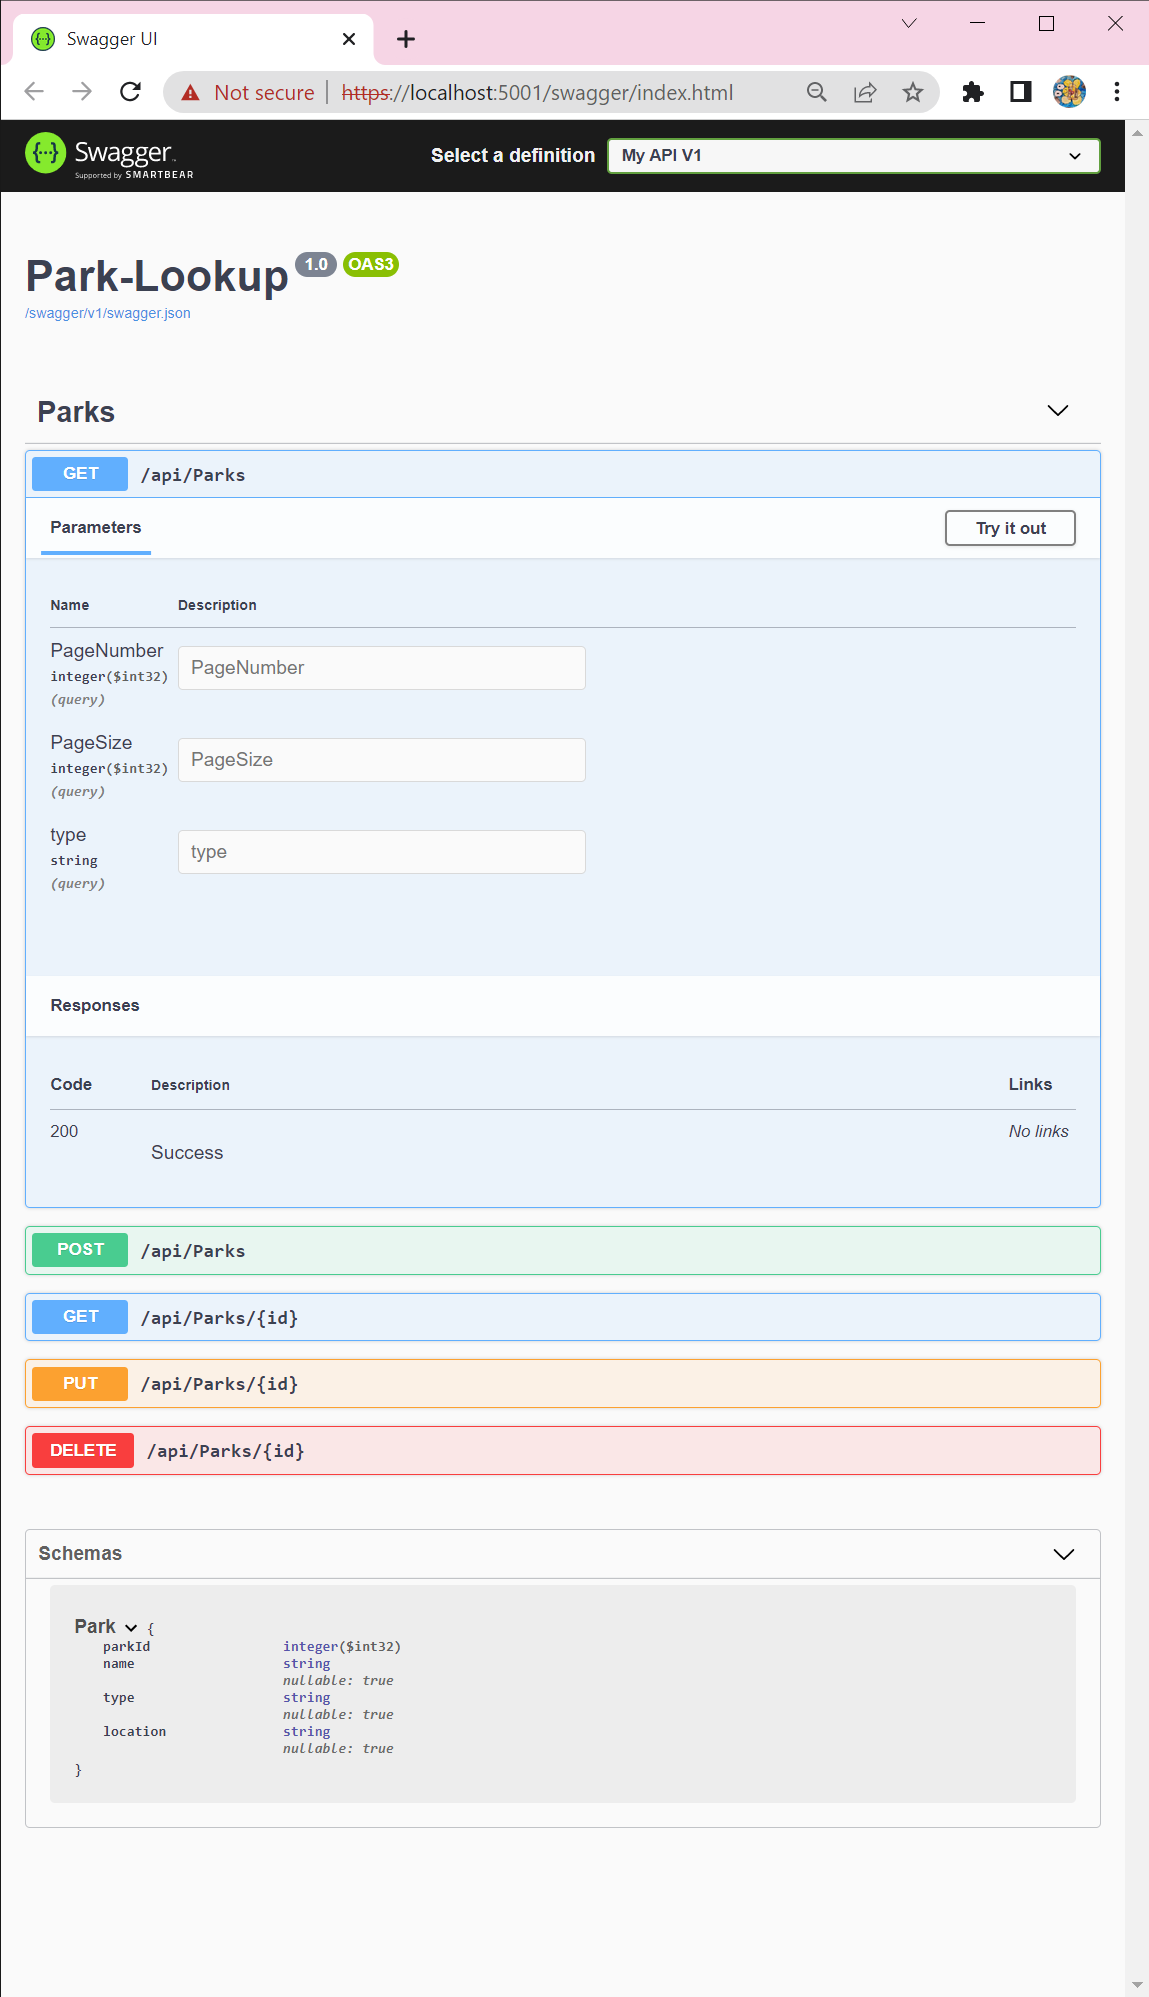 Swagger UI
Not secure
https://localhost:5001/swagger/index.html
Swagger
Supported by SMARTBEAR
Select a definition
My API V1
Park-Lookup 1.0 OAS3
/swagger/v1/swagger.json
Parks
GET /api/Parks
Parameters
Try it out
Name Description
PageNumber
integer($int32)
(query)
PageNumber
PageSize
integer($int32)
(query)
PageSize
type
string
(query)
type
Responses
Code Description Links
200
Success
No links
POST /api/Parks
GET /api/Parks/{id}
PUT /api/Parks/{id}
DELETE /api/Parks/{id}
Schemas
Park {
parkId integer($int32)
name string
nullable: true
type string
nullable: true
location string
nullable: true
}